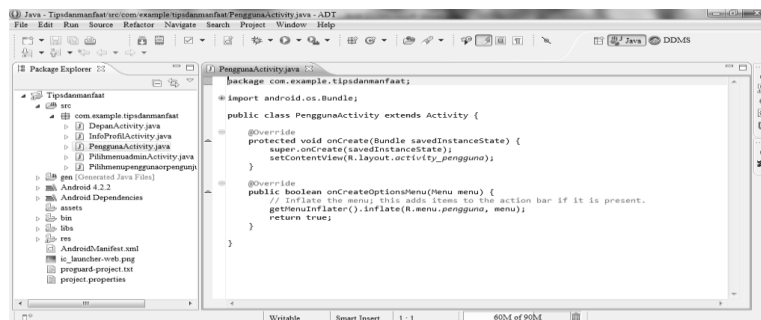 Java - Tipsdanmanfaat/src/com/example/tipsdanmanfaat/PenggunaActivity.java - ADT
File Edit Run Source Refactor Navigate Search Project Window Help
Java DDMS
Package Explorer
PenggunaActivity.java
Tipsdanmanfaat
src
com.example.tipsdanmanfaat
DepanActivity.java
InfoProfilActivity.java
PenggunaActivity.java
PilihmenuadminActivity.java
Pilihmenupenggunaorpengunju
gen [Generated Java Files]
Android 4.2.2
Android Dependencies
assets
bin
libs
res
AndroidManifest.xml
ic_launcher-web.png
proguard-project.txt
project.properties
package com.example.tipsdanmanfaat;
import android.os.Bundle;
public class PenggunaActivity extends Activity {
@Override
protected void onCreate(Bundle savedInstanceState) {
super.onCreate(savedInstanceState);
setContentView(R.layout.activity_pengguna);
}
@Override
public boolean onCreateOptionsMenu(Menu menu) {
// Inflate the menu; this adds items to the action bar if it is present.
getMenuInflater().inflate(R.menu.pengguna, menu);
return true;
}
}
Writable Smart Insert 1 : 1 60M of 90M